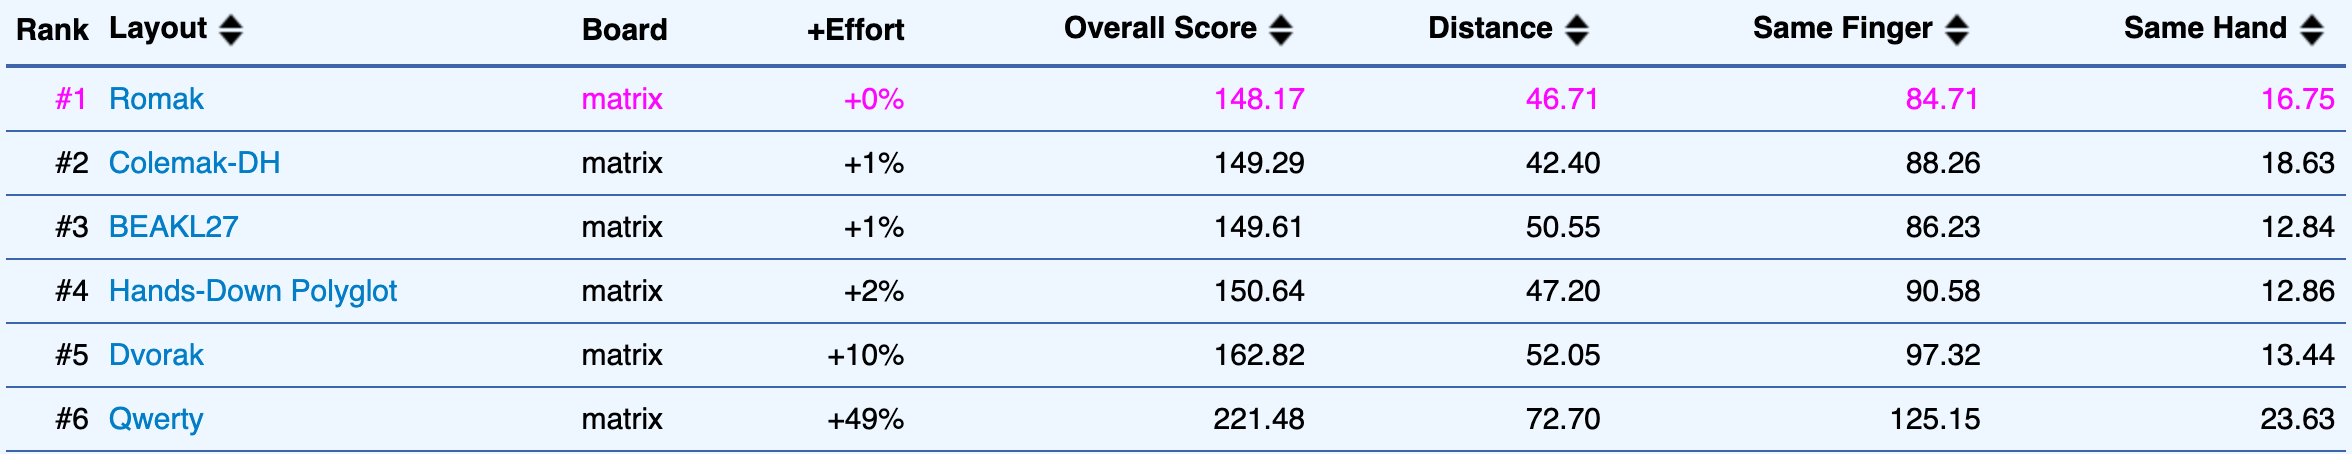 Rank Layout Board +Effort Overall Score Distance Same Finger Same Hand
#1 Romak matrix +0% 148.17 46.71 84.71 16.75
#2 Colemak-DH matrix +1% 149.29 42.40 88.26 18.63
#3 BEAKL27 matrix +1% 149.61 50.55 86.23 12.84
#4 Hands-Down Polyglot matrix +2% 150.64 47.20 90.58 12.86
#5 Dvorak matrix +10% 162.82 52.05 97.32 13.44
#6 Qwerty matrix +49% 221.48 72.70 125.15 23.63